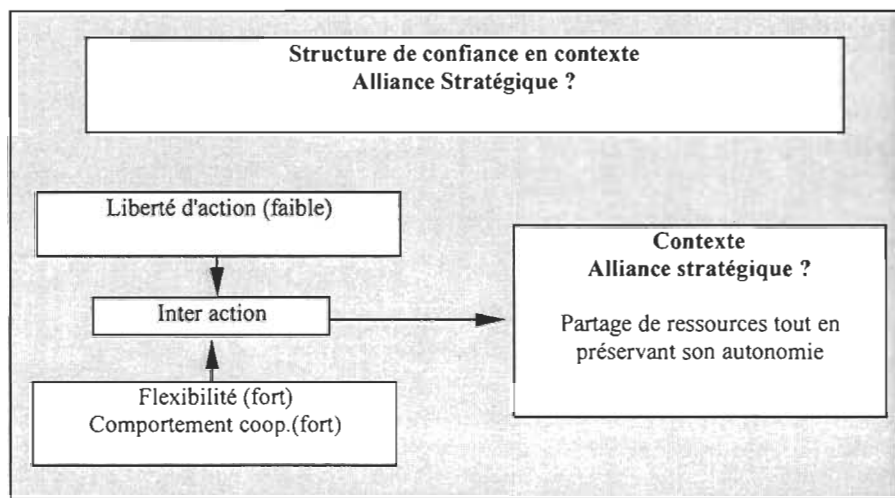 Structure de confiance en contexte
Alliance Stratégique ?
Liberté d'action (faible)
Inter action
Flexibilité (fort)
Comportement coop.(fort)
Contexte
Alliance stratégique ?
Partage de ressources tout en
préservant son autonomie